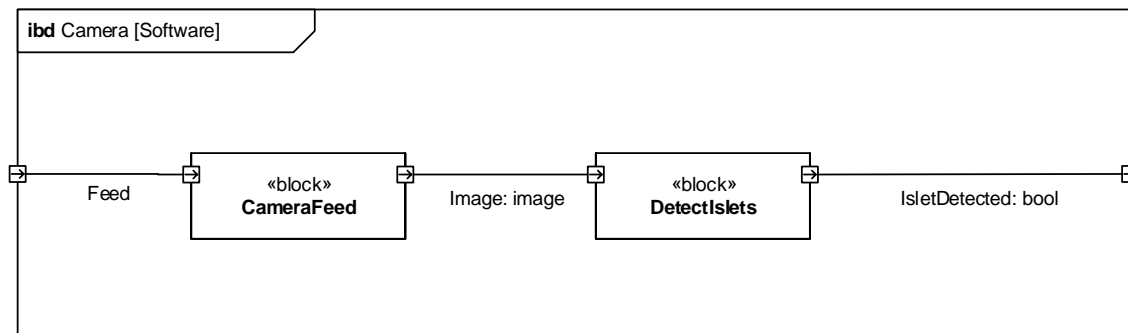 ibd Camera [Software]
Feed
«block»
CameraFeed
Image: image
«block»
DetectIslets
IsletDetected: bool